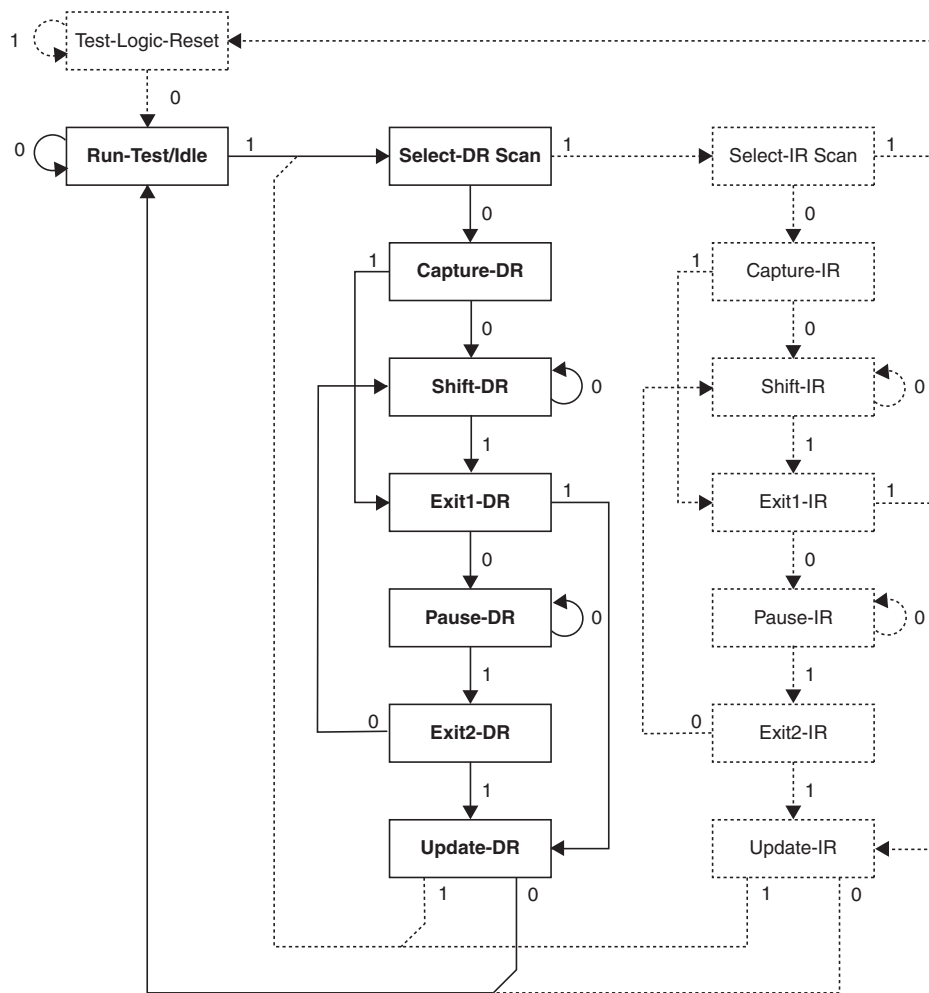 1
Test-Logic-Reset
0
0
Run-Test/Idle
1
Select-DR Scan
1
Select-IR Scan
1
0
0
1
Capture-DR
1
Capture-IR
0
0
Shift-DR
0
Shift-IR
0
1
1
Exit1-DR
1
Exit1-IR
1
0
0
Pause-DR
0
Pause-IR
0
1
1
0
Exit2-DR
0
Exit2-IR
1
1
Update-DR
Update-IR
1
0
1
0